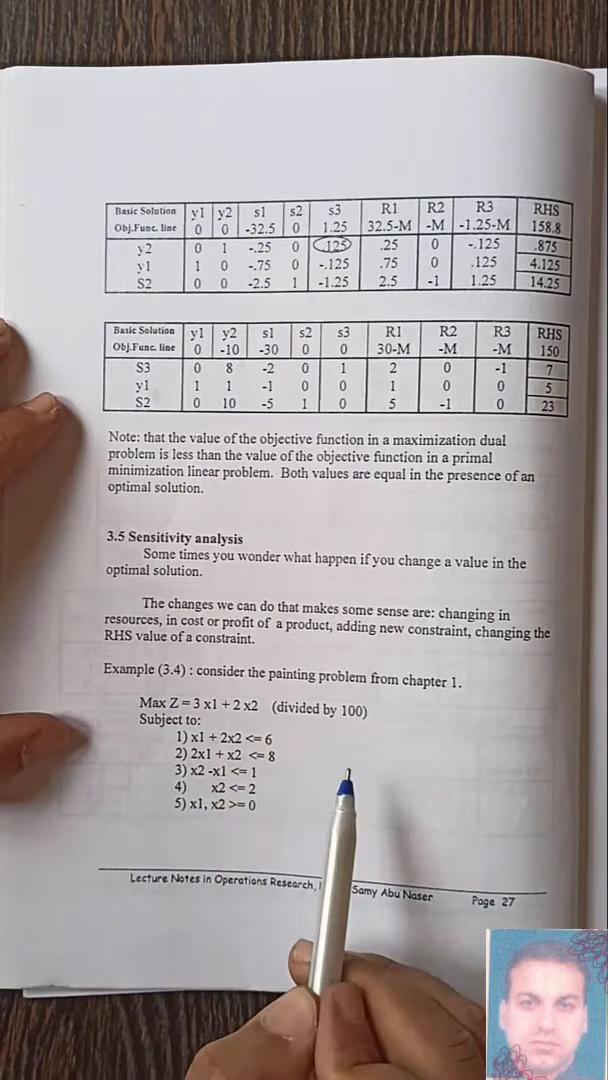 Basic Solution y1 y2 s1 s2 s3 R1 R2 R3 RHS
Obj.Func. line 0 0 -32.5 0 1.25 32.5-M -M -1.25-M 158.8
y2 0 1 -.25 0 .125 .25 0 -.125 .875
y1 1 0 -.75 0 -.125 .75 0 .125 4.125
S2 0 0 -2.5 1 -1.25 2.5 -1 1.25 14.25
Basic Solution y1 y2 s1 s2 s3 R1 R2 R3 RHS
Obj.Func. line 0 -10 -30 0 0 30-M -M -M 150
S3 0 8 -2 0 1 2 0 -1 7
y1 1 1 -1 0 0 1 0 0 5
S2 0 10 -5 1 0 5 -1 0 23
Note: that the value of the objective function in a maximization dual
problem is less than the value of the objective function in a primal
minimization linear problem. Both values are equal in the presence of an
optimal solution.
3.5 Sensitivity analysis
Some times you wonder what happen if you change a value in the
optimal solution.
The changes we can do that makes some sense are: changing in
resources, in cost or profit of a product, adding new constraint, changing the
RHS value of a constraint.
Example (3.4) : consider the painting problem from chapter 1.
Max Z = 3 x1 + 2 x2 (divided by 100)
Subject to:
1) x1 + 2x2 <= 6
2) 2x1 + x2 <= 8
3) x2 -x1 <= 1
4) x2 <= 2
5) x1, x2 >= 0
Lecture Notes in Operations Research, Samy Abu Naser Page 27